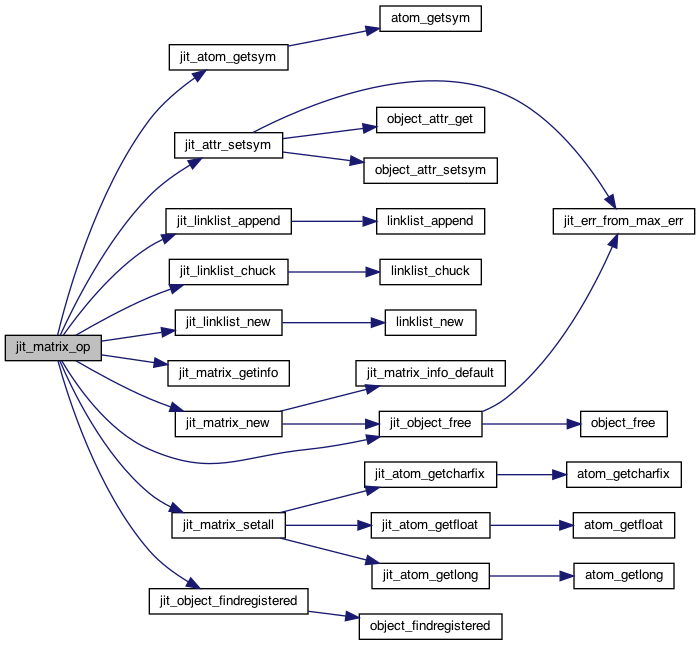 atom_getsym
jit_atom_getsym
object_attr_get
jit_attr_setsym
object_attr_setsym
jit_linklist_append
linklist_append
jit_err_from_max_err
jit_linklist_chuck
linklist_chuck
jit_linklist_new
linklist_new
jit_matrix_op
jit_matrix_getinfo
jit_matrix_info_default
jit_matrix_new
jit_object_free
object_free
jit_atom_getcharfix
atom_getcharfix
jit_matrix_setall
jit_atom_getfloat
atom_getfloat
jit_atom_getlong
atom_getlong
jit_object_findregistered
object_findregistered